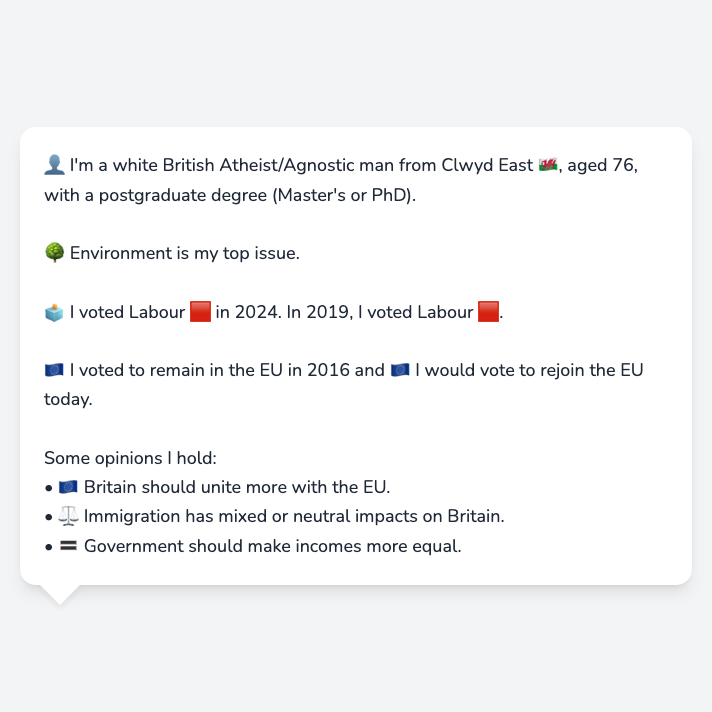 👤 I'm a white British Atheist/Agnostic man from Clwyd East 🏴󠁧󠁢󠁷󠁬󠁳󠁿, aged 76,
with a postgraduate degree (Master's or PhD).
🌳 Environment is my top issue.
🗳️ I voted Labour 🟥 in 2024. In 2019, I voted Labour 🟥.
🇪🇺 I voted to remain in the EU in 2016 and 🇪🇺 I would vote to rejoin the EU
today.
Some opinions I hold:
• 🇪🇺 Britain should unite more with the EU.
• ⚖️ Immigration has mixed or neutral impacts on Britain.
• 🟰 Government should make incomes more equal.